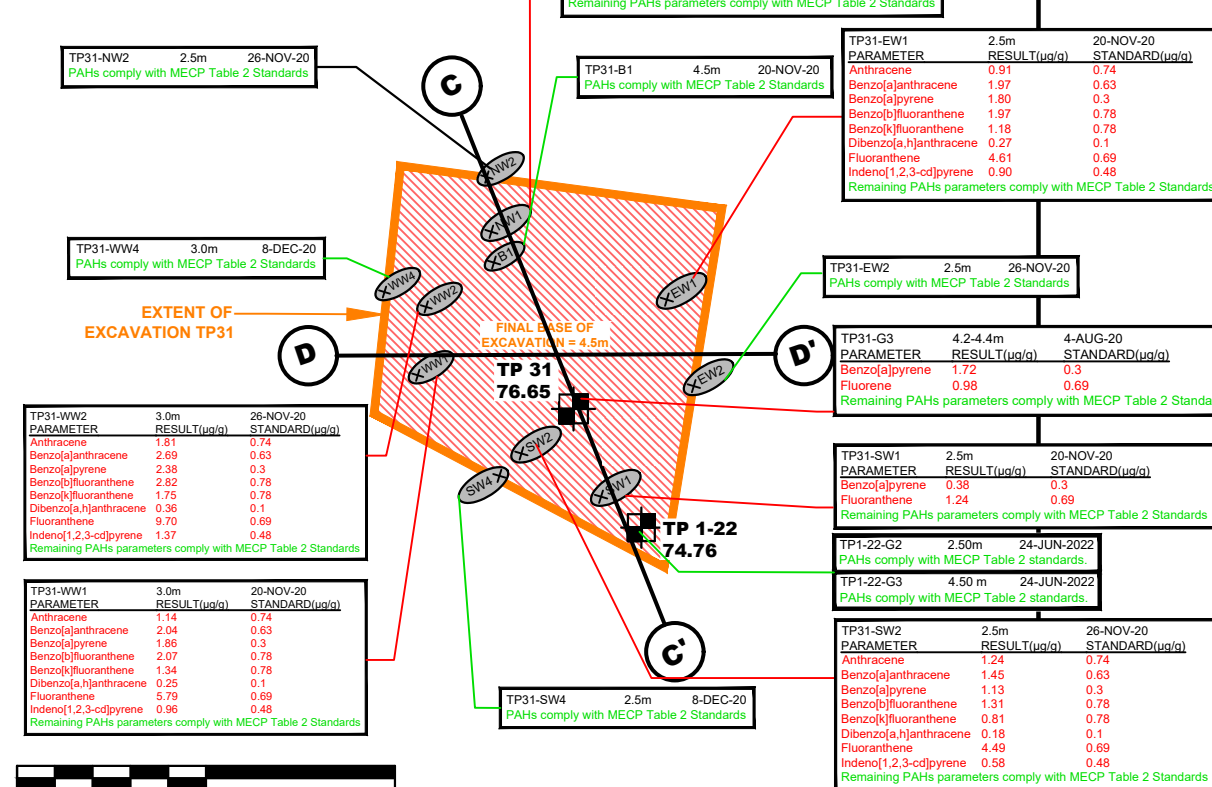 Remaining PAHs parameters comply with MECP Table 2 Standards
TP31-NW2 2.5m 26-NOV-20
PAHs comply with MECP Table 2 Standards
TP31-B1 4.5m 20-NOV-20
PAHs comply with MECP Table 2 Standards
TP31-EW1 2.5m 20-NOV-20
PARAMETER RESULT(µg/g) STANDARD(µg/g)
Anthracene 0.91 0.74
Benzo[a]anthracene 1.97 0.63
Benzo[a]pyrene 1.80 0.3
Benzo[b]fluoranthene 1.97 0.78
Benzo[k]fluoranthene 1.18 0.78
Dibenzo[a,h]anthracene 0.27 0.1
Fluoranthene 4.61 0.69
Indeno[1,2,3-cd]pyrene 0.90 0.48
Remaining PAHs parameters comply with MECP Table 2 Standards
C
NW2
NW1
B1
TP31-WW4 3.0m 8-DEC-20
PAHs comply with MECP Table 2 Standards
WW4
WW2
EW1
TP31-EW2 2.5m 26-NOV-20
PAHs comply with MECP Table 2 Standards
EXTENT OF
EXCAVATION TP31
FINAL BASE OF
EXCAVATION = 4.5m
D
D'
WW1
EW2
TP 31
76.65
TP31-G3 4.2-4.4m 4-AUG-20
PARAMETER RESULT(µg/g) STANDARD(µg/g)
Benzo[a]pyrene 1.72 0.3
Fluorene 0.98 0.69
Remaining PAHs parameters comply with MECP Table 2 Standa
TP31-WW2 3.0m 26-NOV-20
PARAMETER RESULT(µg/g) STANDARD(µg/g)
Anthracene 1.81 0.74
Benzo[a]anthracene 2.69 0.63
Benzo[a]pyrene 2.38 0.3
Benzo[b]fluoranthene 2.82 0.78
Benzo[k]fluoranthene 1.75 0.78
Dibenzo[a,h]anthracene 0.36 0.1
Fluoranthene 9.70 0.69
Indeno[1,2,3-cd]pyrene 1.37 0.48
Remaining PAHs parameters comply with MECP Table 2 Standards
SW2
SW4
SW1
TP31-SW1 2.5m 20-NOV-20
PARAMETER RESULT(µg/g) STANDARD(µg/g)
Benzo[a]pyrene 0.38 0.3
Fluoranthene 1.24 0.69
Remaining PAHs parameters comply with MECP Table 2 Standards
TP 1-22
74.76
TP1-22-G2 2.50m 24-JUN-2022
PAHs comply with MECP Table 2 standards.
TP1-22-G3 4.50 m 24-JUN-2022
PAHs comply with MECP Table 2 standards.
TP31-WW1 3.0m 20-NOV-20
PARAMETER RESULT(µg/g) STANDARD(µg/g)
Anthracene 1.14 0.74
Benzo[a]anthracene 2.04 0.63
Benzo[a]pyrene 1.86 0.3
Benzo[b]fluoranthene 2.07 0.78
Benzo[k]fluoranthene 1.34 0.78
Dibenzo[a,h]anthracene 0.25 0.1
Fluoranthene 5.79 0.69
Indeno[1,2,3-cd]pyrene 0.96 0.48
Remaining PAHs parameters comply with MECP Table 2 Standards
C'
TP31-SW4 2.5m 8-DEC-20
PAHs comply with MECP Table 2 Standards
TP31-SW2 2.5m 26-NOV-20
PARAMETER RESULT(µg/g) STANDARD(µg/g)
Anthracene 1.24 0.74
Benzo[a]anthracene 1.45 0.63
Benzo[a]pyrene 1.13 0.3
Benzo[b]fluoranthene 1.31 0.78
Benzo[k]fluoranthene 0.81 0.78
Dibenzo[a,h]anthracene 0.18 0.1
Fluoranthene 4.49 0.69
Indeno[1,2,3-cd]pyrene 0.58 0.48
Remaining PAHs parameters comply with MECP Table 2 Standards